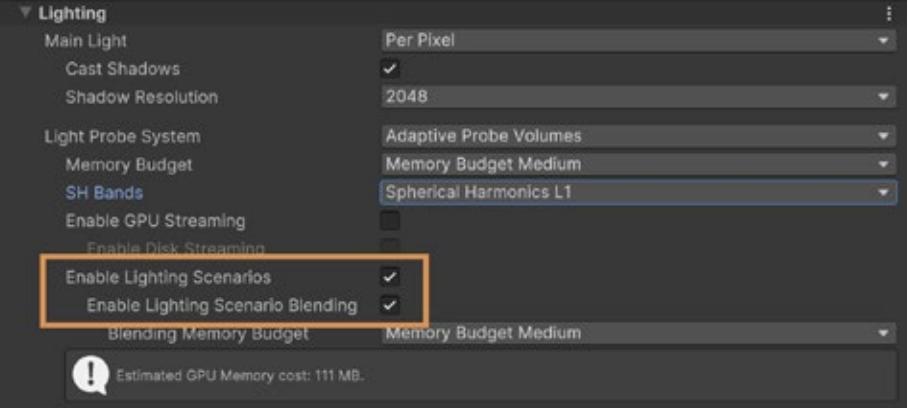 Lighting
Main Light Per Pixel
Cast Shadows
Shadow Resolution 2048
Light Probe System Adaptive Probe Volumes
Memory Budget Memory Budget Medium
SH Bands Spherical Harmonics L1
Enable GPU Streaming
Enable Disk Streaming
Enable Lighting Scenarios
Enable Lighting Scenario Blending
Blending Memory Budget Memory Budget Medium
Estimated GPU Memory cost: 111 MB.